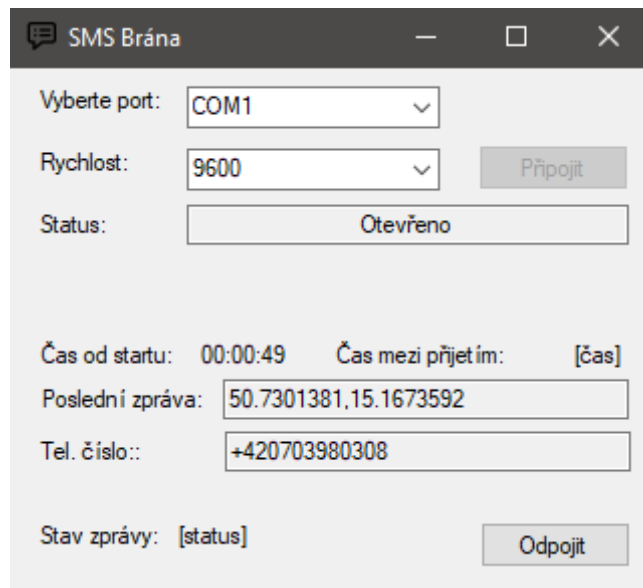 SMS Brána
Vyberte port: COM1
Rychlost: 9600 Připojit
Status: Otevřeno
Čas od startu: 00:00:49 Čas mezi přijetím: [čas]
Poslední zpráva: 50.7301381,15.1673592
Tel. číslo:: +420703980308
Stav zprávy: [status] Odpojit